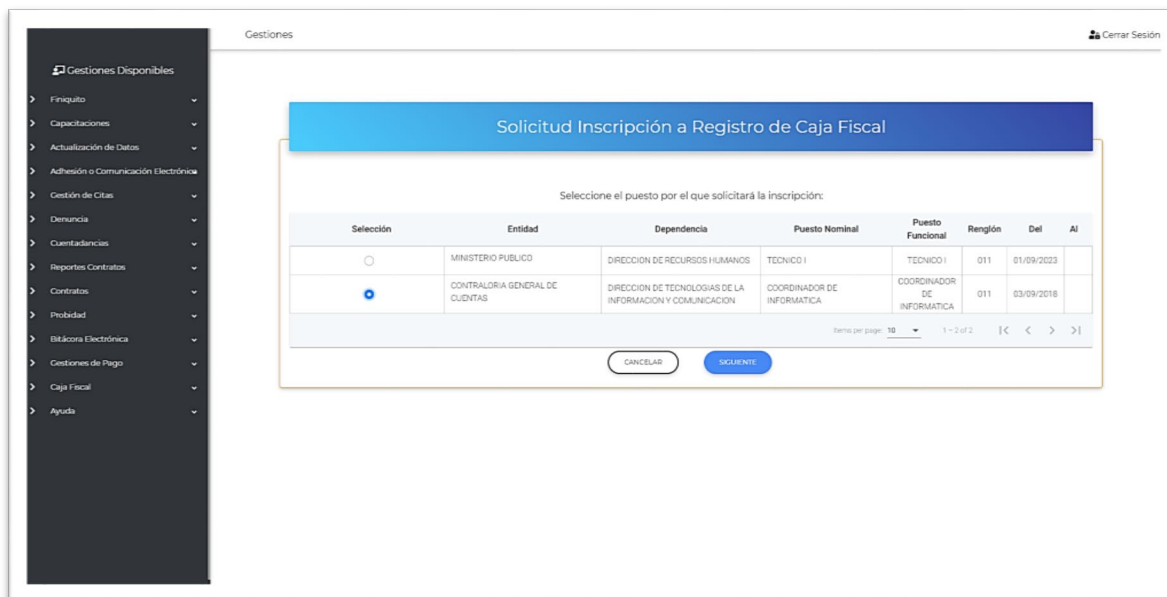 Gestiones
Cerrar Sesión
Gestiones Disponibles
Finiquito
Capacitaciones
Actualización de Datos
Adhesión o Comunicación Electrónica
Gestión de Citas
Denuncia
Cuentadancias
Reportes Contratos
Contratos
Probidad
Bitácora Electrónica
Gestiones de Pago
Caja Fiscal
Ayuda
Solicitud Inscripción a Registro de Caja Fiscal
Seleccione el puesto por el que solicitará la inscripción:
Selección Entidad Dependencia Puesto Nominal Puesto Funcional Renglón Del Al
MINISTERIO PUBLICO DIRECCION DE RECURSOS HUMANOS TECNICO I TECNICO I 011 01/09/2023
CONTRALORIA GENERAL DE CUENTAS DIRECCION DE TECNOLOGIAS DE LA INFORMACION Y COMUNICACION COORDINADOR DE INFORMATICA COORDINADOR DE INFORMATICA 011 03/09/2018
Items per page: 10 1 – 2 of 2
CANCELAR SIGUIENTE